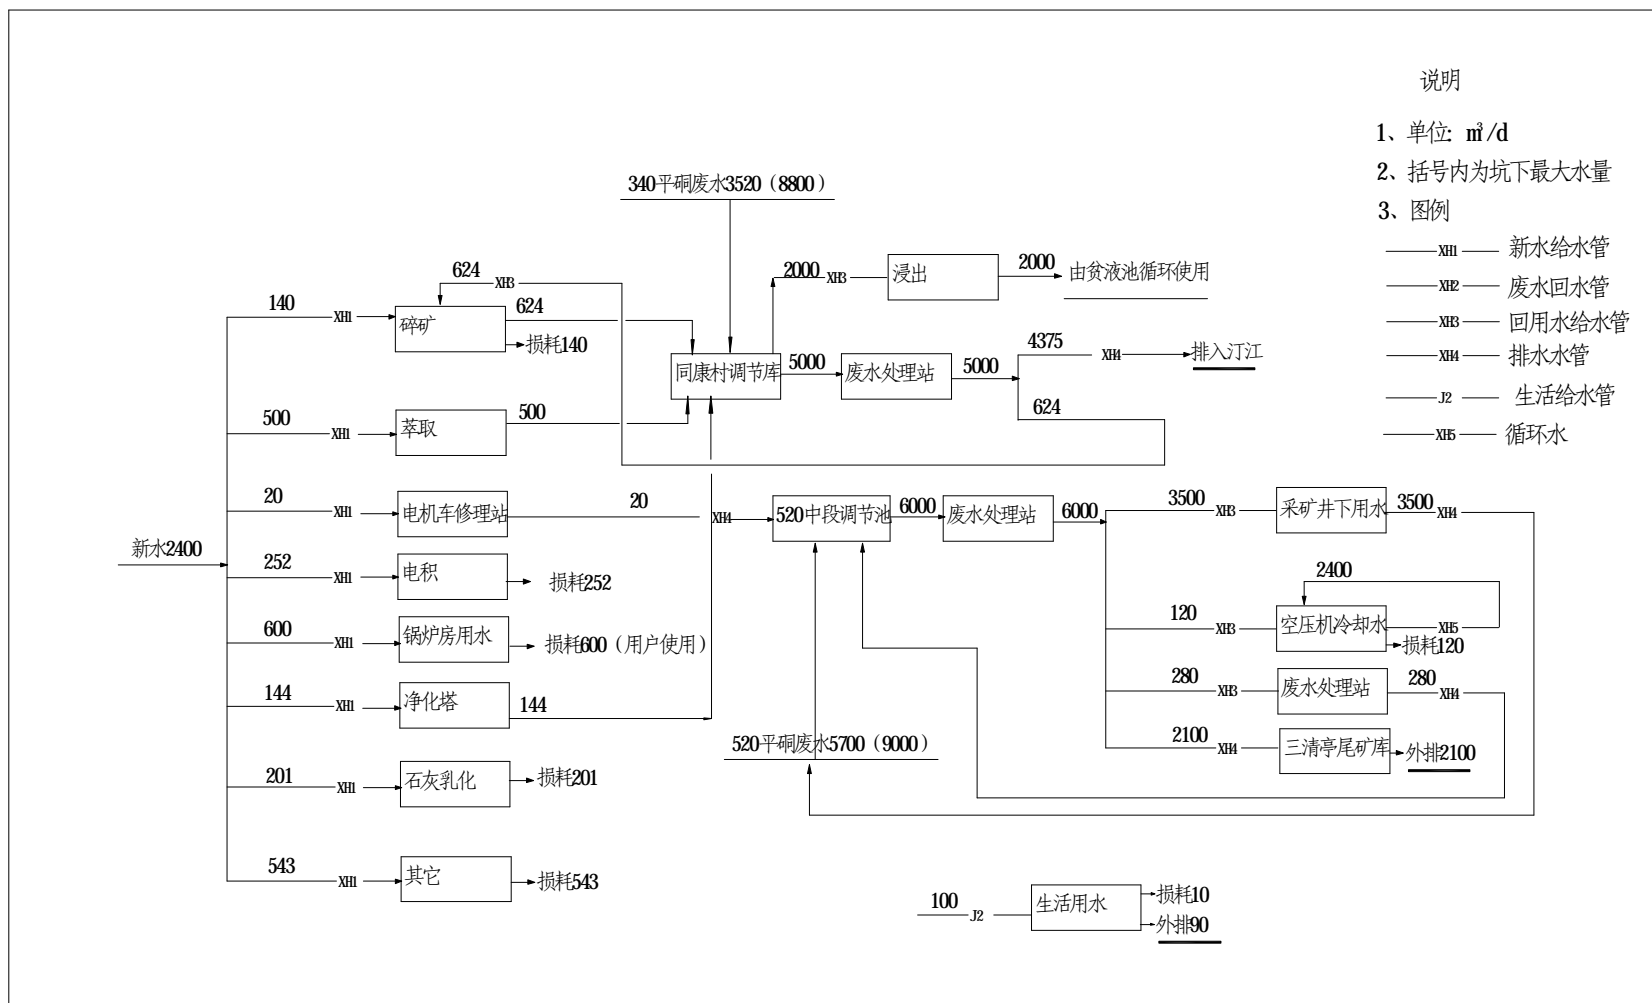 说明
1、单位: m³/d
2、括号内为坑下最大水量
3、图例
XH1 新水给水管
XH2 废水回水管
XH3 回用水给水管
XH4 排水水管
J2 生活给水管
XH5 循环水
340平硐废水3520（8800）
624
XH3
140
XH1
碎矿
624
损耗140
2000
XH3
浸出
2000
由贫液池循环使用
同康村调节库
5000
废水处理站
5000
4375
XH4
排入汀江
624
500
XH1
萃取
500
20
XH1
电机车修理站
20
XH4
520中段调节池
6000
废水处理站
6000
3500
XH3
采矿井下用水
3500
XH4
新水2400
252
XH1
电积
损耗252
2400
120
XH3
空压机冷却水
XH5
损耗120
600
XH1
锅炉房用水
损耗600（用户使用）
280
XH3
废水处理站
280
XH4
144
XH1
净化塔
144
520平硐废水5700（9000）
2100
XH4
三清亭尾矿库
外排2100
201
XH1
石灰乳化
损耗201
543
XH1
其它
损耗543
100
J2
生活用水
损耗10
外排90